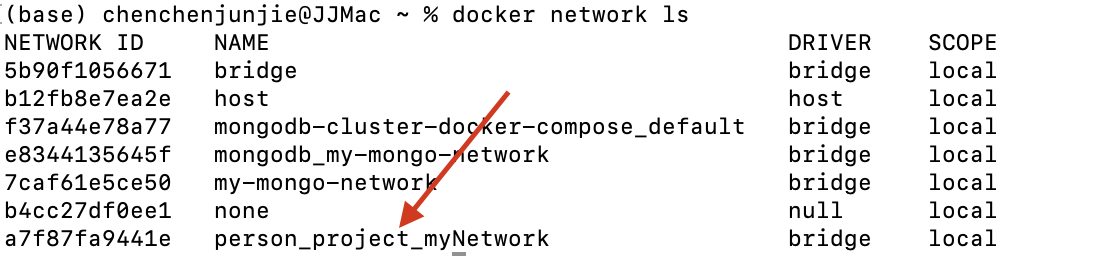 (base) chenchenjunjie@JJMac ~ % docker network ls
NETWORK ID     NAME                                     DRIVER    SCOPE
5b90f1056671   bridge                                   bridge    local
b12fb8e7ea2e   host                                     host      local
f37a44e78a77   mongodb-cluster-docker-compose_default   bridge    local
e8344135645f   mongodb_my-mongo-network                 bridge    local
7caf61e5ce50   my-mongo-network                         bridge    local
b4cc27df0ee1   none                                     null      local
a7f87fa9441e   person_project_myNetwork                 bridge    local